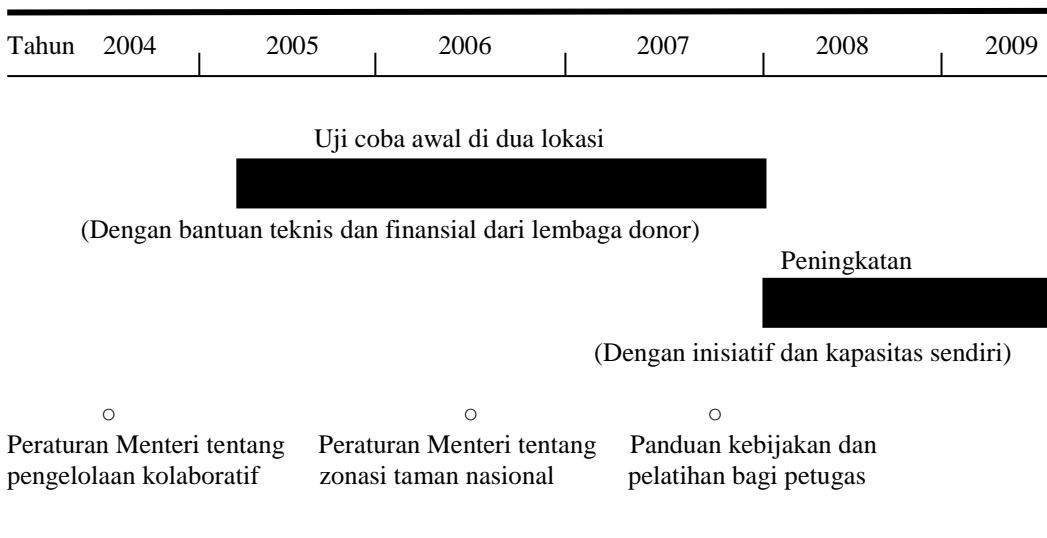 Tahun 2004 2005 2006 2007 2008 2009
Uji coba awal di dua lokasi
(Dengan bantuan teknis dan finansial dari lembaga donor)
Peningkatan
(Dengan inisiatif dan kapasitas sendiri)
Peraturan Menteri tentang
pengelolaan kolaboratif
Peraturan Menteri tentang
zonasi taman nasional
Panduan kebijakan dan
pelatihan bagi petugas